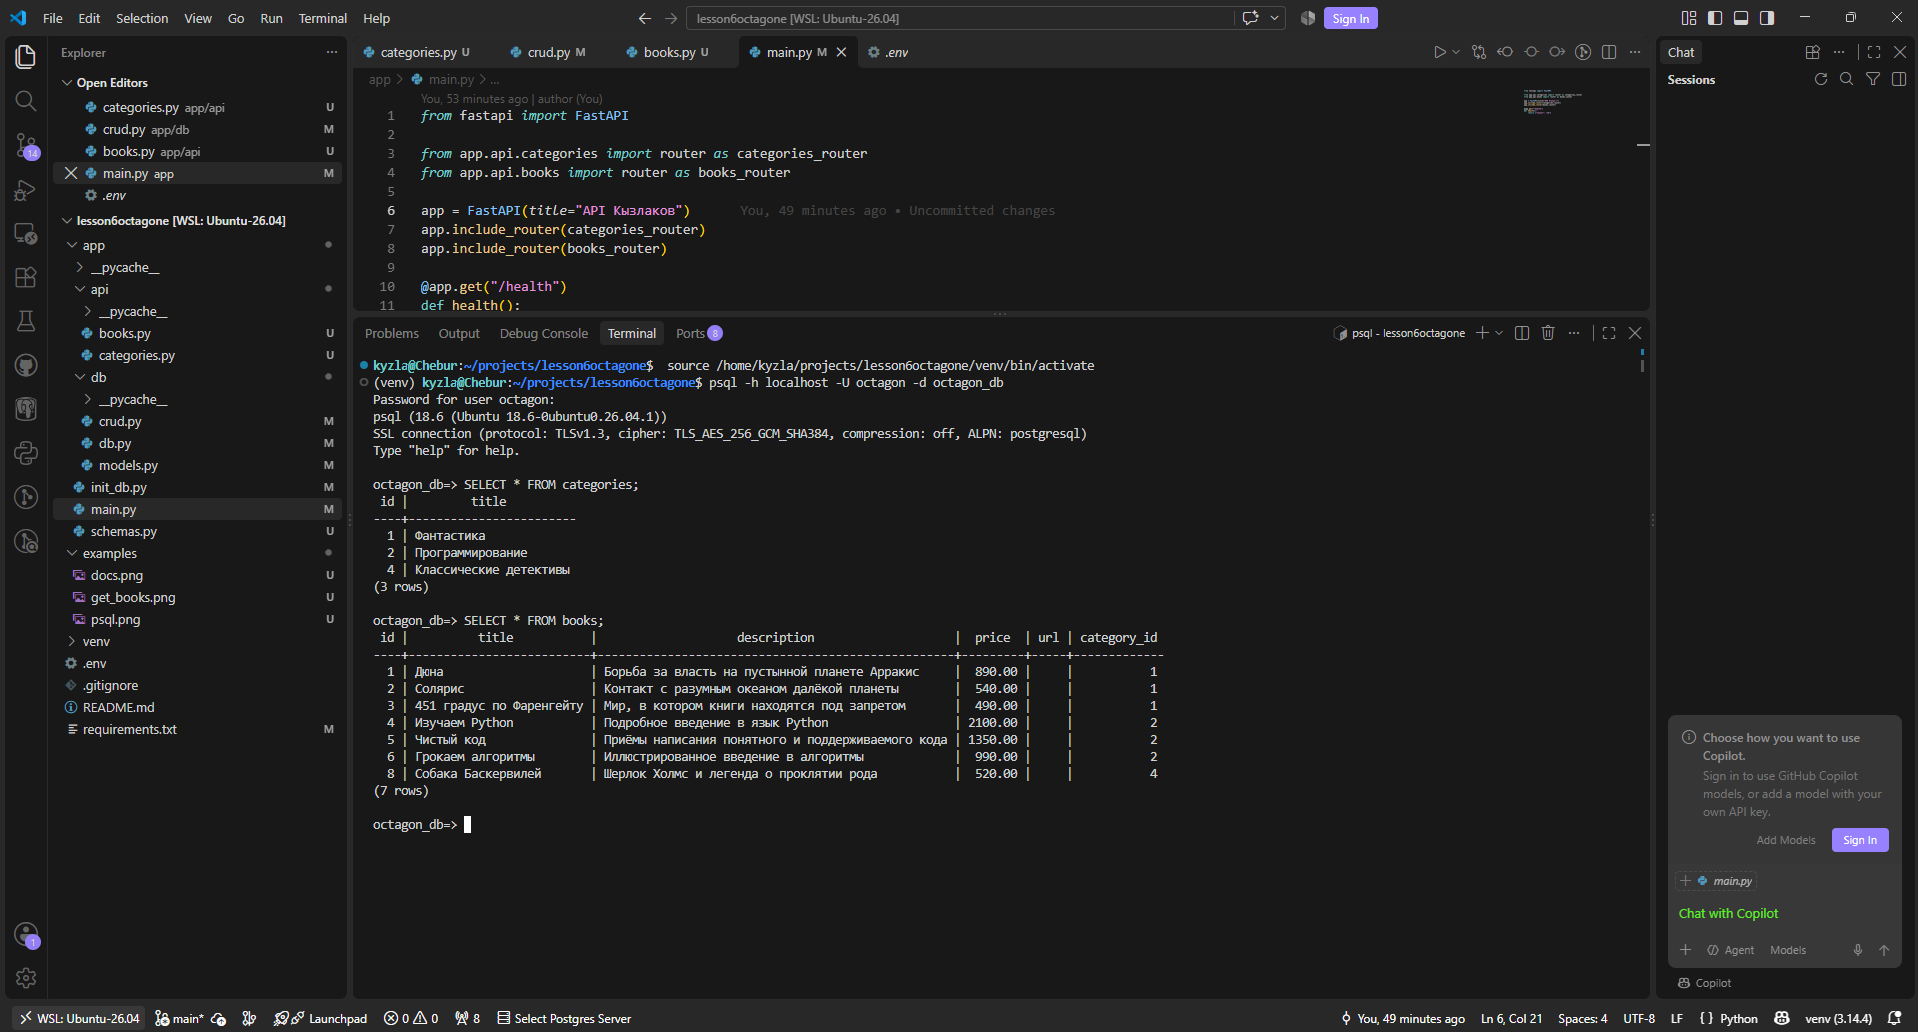 File Edit Selection View Go Run Terminal Help
lesson6octagone [WSL: Ubuntu-26.04]
Sign In
Explorer
Open Editors
categories.py app/api U
crud.py app/db M
books.py app/api U
main.py app M
.env
lesson6octagone [WSL: Ubuntu-26.04]
app
__pycache__
api
__pycache__
books.py U
categories.py U
db
__pycache__
crud.py M
db.py M
models.py M
init_db.py M
main.py M
schemas.py U
examples
docs.png U
get_books.png U
psql.png U
venv
.env
.gitignore
README.md
requirements.txt M
14
1
categories.py U crud.py M books.py U main.py M .env
app > main.py > ...
You, 53 minutes ago | author (You)
1 from fastapi import FastAPI
2
3 from app.api.categories import router as categories_router
4 from app.api.books import router as books_router
5
6 app = FastAPI(title="API Кызлаков") You, 49 minutes ago • Uncommitted changes
7 app.include_router(categories_router)
8 app.include_router(books_router)
9
10 @app.get("/health")
11 def health():
Problems Output Debug Console Terminal Ports 8
psql - lesson6octagone
kyzla@Chebur:~/projects/lesson6octagone$ source /home/kyzla/projects/lesson6octagone/venv/bin/activate
(venv) kyzla@Chebur:~/projects/lesson6octagone$ psql -h localhost -U octagon -d octagon_db
Password for user octagon:
psql (18.6 (Ubuntu 18.6-0ubuntu0.26.04.1))
SSL connection (protocol: TLSv1.3, cipher: TLS_AES_256_GCM_SHA384, compression: off, ALPN: postgresql)
Type "help" for help.
octagon_db=> SELECT * FROM categories;
id | title
----+------------------------
1 | Фантастика
2 | Программирование
4 | Классические детективы
(3 rows)
octagon_db=> SELECT * FROM books;
id | title | description | price | url | category_id
----+-------------------------+--------------------------------------------------+---------+-----+-------------
1 | Дюна | Борьба за власть на пустынной планете Арракис | 890.00 | | 1
2 | Солярис | Контакт с разумным океаном далёкой планеты | 540.00 | | 1
3 | 451 градус по Фаренгейту | Мир, в котором книги находятся под запретом | 490.00 | | 1
4 | Изучаем Python | Подробное введение в язык Python | 2100.00 | | 2
5 | Чистый код | Приёмы написания понятного и поддерживаемого кода | 1350.00 | | 2
6 | Грокаем алгоритмы | Иллюстрированное введение в алгоритмы | 990.00 | | 2
8 | Собака Баскервилей | Шерлок Холмс и легенда о проклятии рода | 520.00 | | 4
(7 rows)
octagon_db=>
Chat
Sessions
Choose how you want to use
Copilot.
Sign in to use GitHub Copilot
models, or add a model with your
own API key.
Add Models Sign In
main.py
Chat with Copilot
Agent Models
Copilot
WSL: Ubuntu-26.04 main* Launchpad 0 0 8 Select Postgres Server
You, 49 minutes ago Ln 6, Col 21 Spaces: 4 UTF-8 LF { } Python venv (3.14.4)